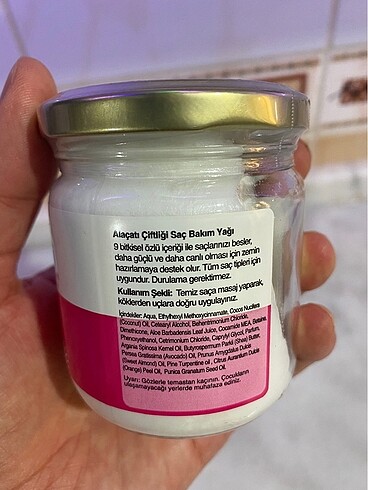 Alaçatı Çiftliği Saç Bakım Yağı
9 bitkisel özlü içeriği ile saçlarınızı besler,
daha güçlü ve daha canlı olması için zemin
hazırlamaya destek olur. Tüm saç tipleri için
uygundur. Durulama gerektirmez.
Kullanım Şekli: Temiz saça masaj yaparak,
köklerden uçlara doğru uygulayınız.
İçindekiler: Aqua, Ethylhexyl Methoxycinnamate, Cocos Nucifera
(Coconut) Oil, Cetearyl Alcohol, Behentrimonium Chloride,
Dimethicone, Aloe Barbadensis Leaf Juice, Cocamide MEA, Betaine,
Phenoxyethanol, Cetrimonium Chloride, Caprylyl Glycol, Parfum,
Argania Spinosa Kernel Oil, Butyrospermum Parkii (Shea) Butter,
Persea Gratissima (Avocado) Oil, Prunus Amygdalus Dulcis
(Sweet Almond) Oil, Pine Turpentine oil, Citrus Aurantium Dulcis
(Orange) Peel Oil, Punica Granatum Seed Oil.
Uyarı: Gözlerle temastan kaçının. Çocukların
ulaşamayacağı yerlerde muhafaza ediniz.